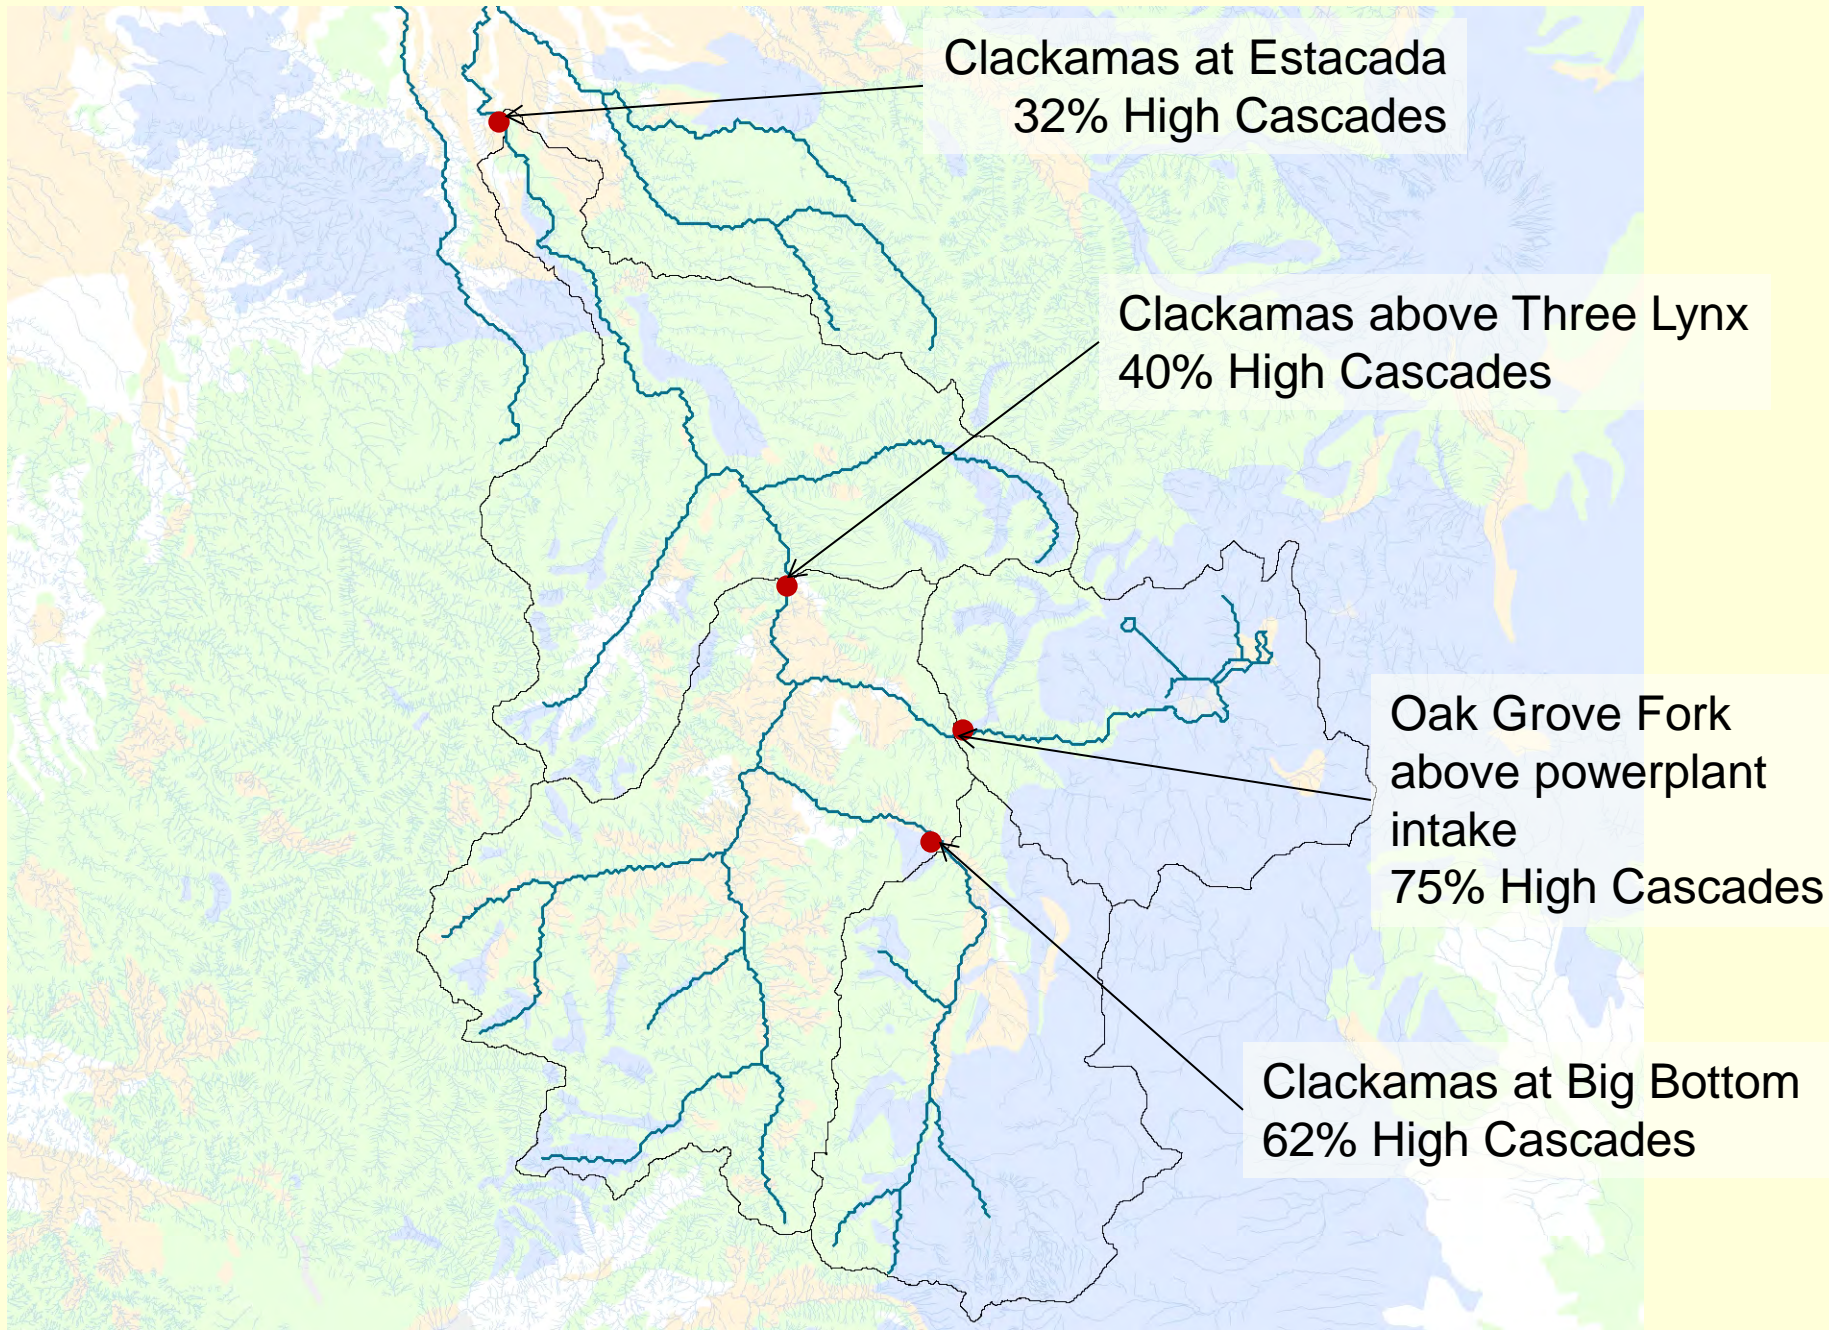 Clackamas at Estacada
32% High Cascades
Clackamas above Three Lynx
40% High Cascades
Oak Grove Fork
above powerplant
intake
75% High Cascades
Clackamas at Big Bottom
62% High Cascades